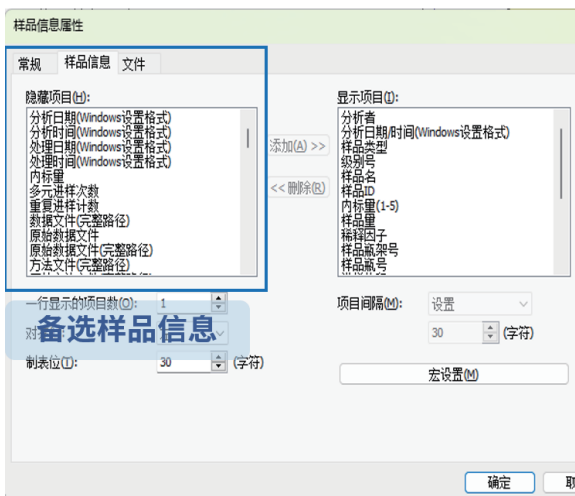 样品信息属性
常规 样品信息 文件
隐藏项目(H):
分析日期(Windows设置格式)
分析时间(Windows设置格式)
处理日期(Windows设置格式)
处理时间(Windows设置格式)
内标量
多元进样次数
重复进样计数
数据文件(完整路径)
原始数据文件
原始数据文件(完整路径)
方法文件(完整路径)
添加(A) >>
<< 删除(R)
显示项目(I):
分析者
分析日期/时间(Windows设置格式)
样品类型
级别号
样品名
样品ID
内标量(1-5)
样品量
稀释因子
样品瓶架号
样品瓶号
一行显示的项目数(O): 1
项目间隔(M): 设置
备选样品信息
对
30 (字符)
制表位(T): 30 (字符)
宏设置(M)
确定